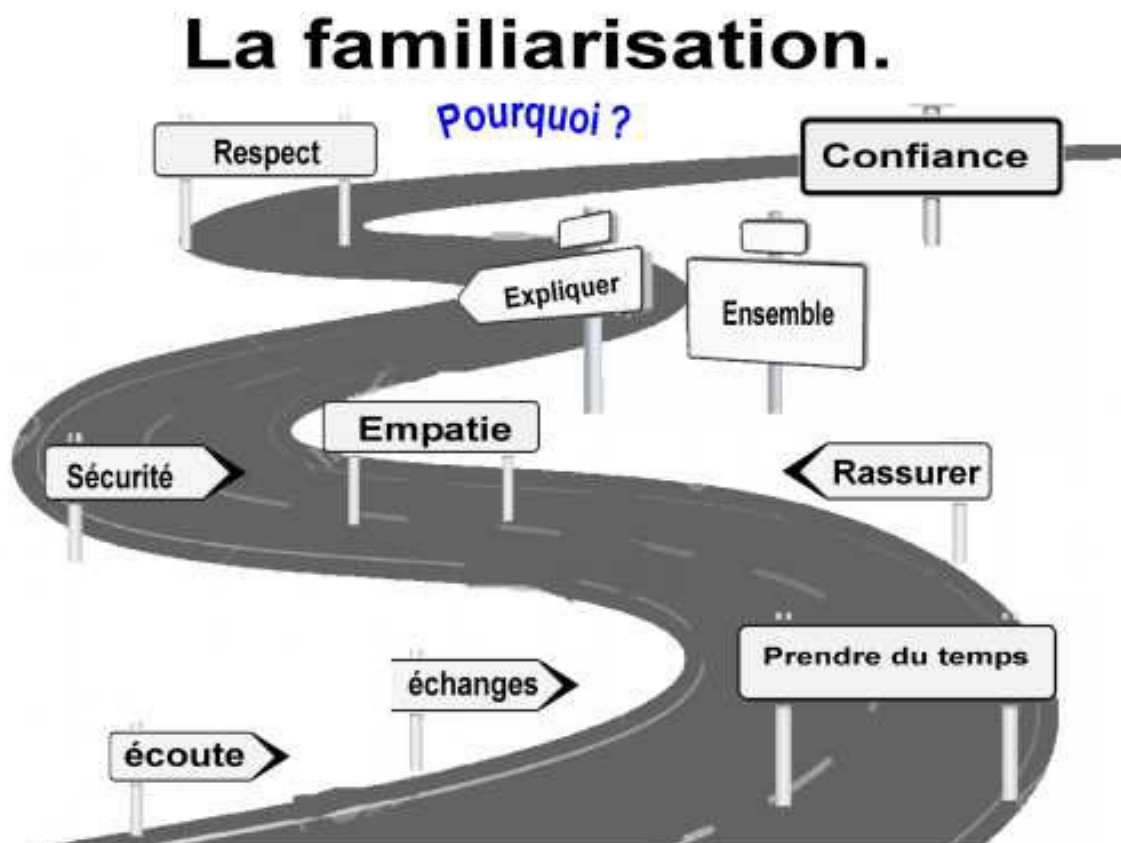 La familiarisation.
Pourquoi ?
Respect
Confiance
Expliquer
Ensemble
Empatie
Sécurité
Rassurer
Prendre du temps
échanges
écoute